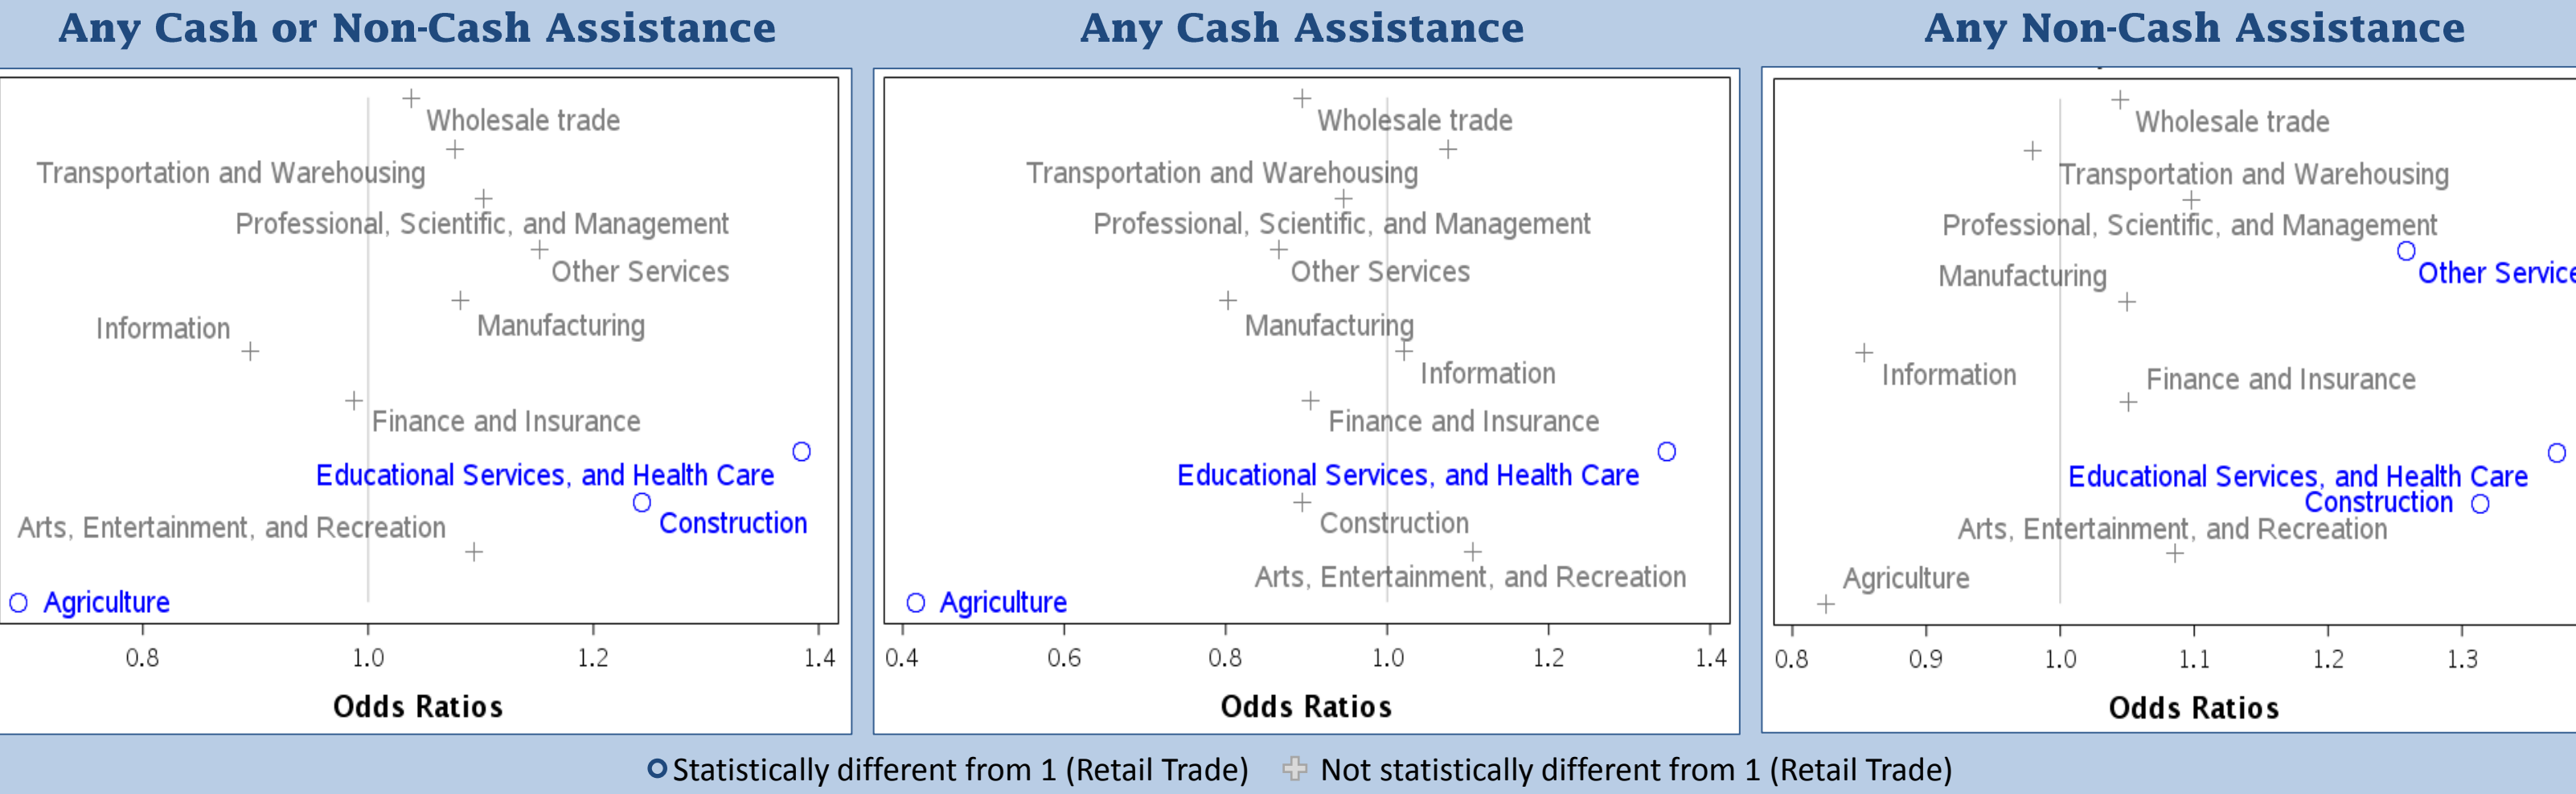 Any Cash or Non-Cash Assistance
Wholesale trade
Transportation and Warehousing
Professional, Scientific, and Management
Other Services
Manufacturing
Information
Finance and Insurance
Educational Services, and Health Care
Construction
Arts, Entertainment, and Recreation
Agriculture
0.8 1.0 1.2 1.4
Odds Ratios
Any Cash Assistance
Wholesale trade
Transportation and Warehousing
Professional, Scientific, and Management
Other Services
Manufacturing
Information
Finance and Insurance
Educational Services, and Health Care
Construction
Arts, Entertainment, and Recreation
Agriculture
0.4 0.6 0.8 1.0 1.2 1.4
Odds Ratios
Any Non-Cash Assistance
Wholesale trade
Transportation and Warehousing
Professional, Scientific, and Management
Other Service
Manufacturing
Information
Finance and Insurance
Educational Services, and Health Care
Construction
Arts, Entertainment, and Recreation
Agriculture
0.8 0.9 1.0 1.1 1.2 1.3
Odds Ratios
Statistically different from 1 (Retail Trade)
Not statistically different from 1 (Retail Trade)